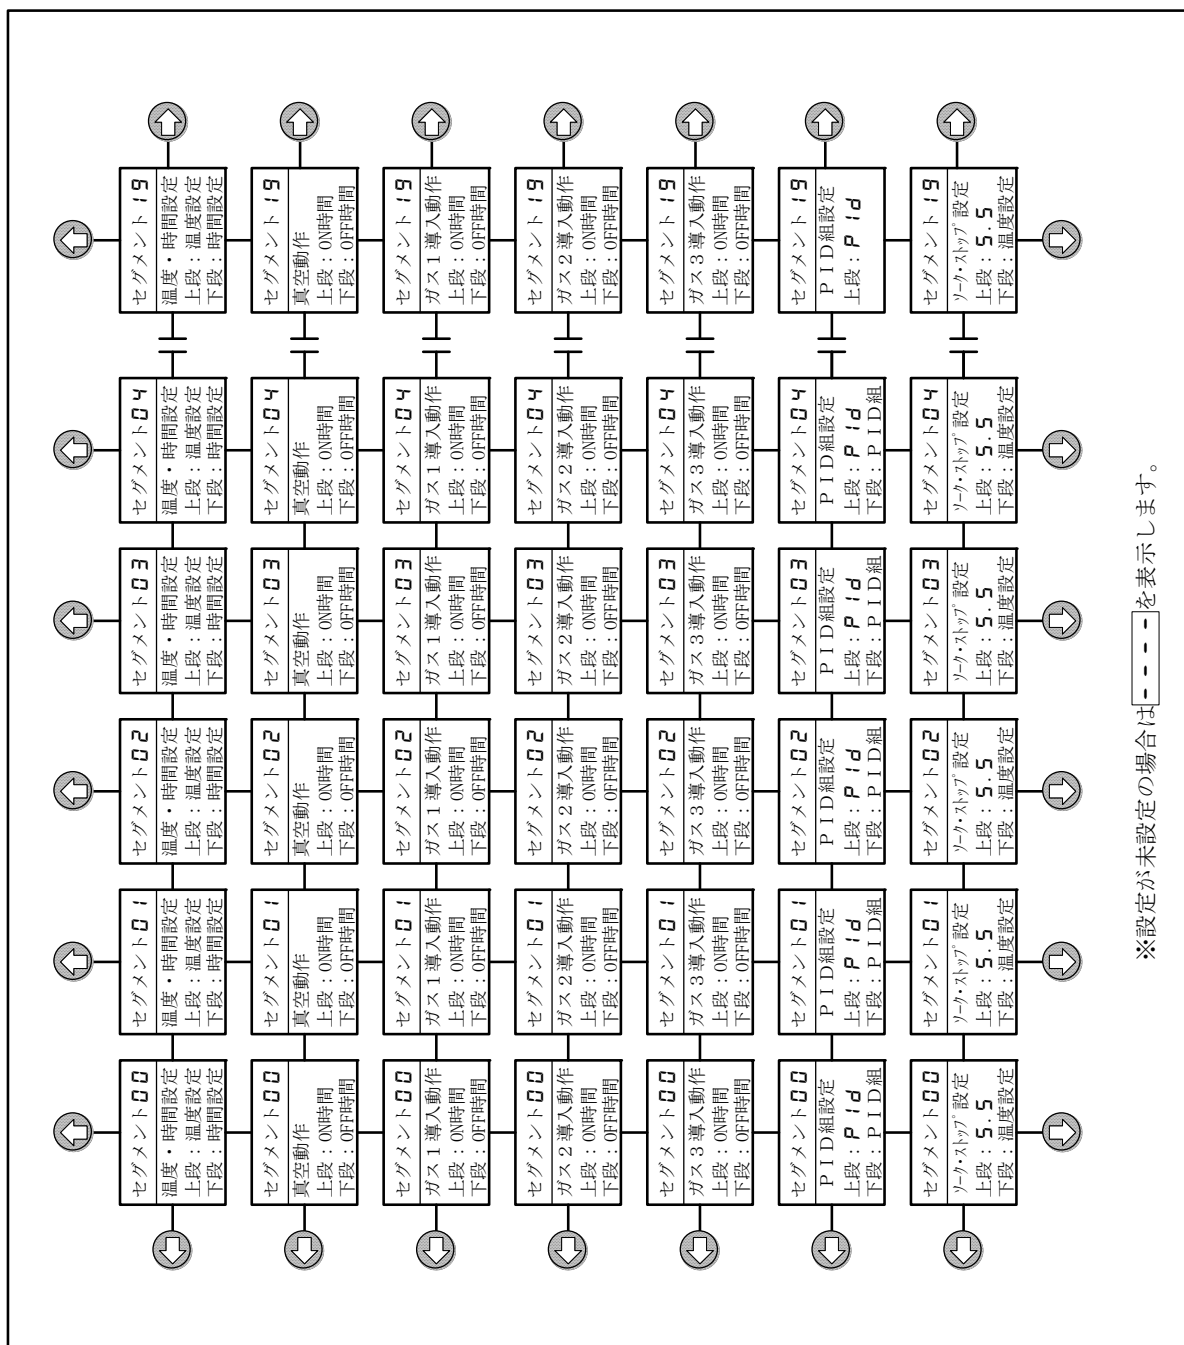 セグメント00
温度・時間設定
上段：温度設定
下段：時間設定
セグメント01
温度・時間設定
上段：温度設定
下段：時間設定
セグメント02
温度・時間設定
上段：温度設定
下段：時間設定
セグメント03
温度・時間設定
上段：温度設定
下段：時間設定
セグメント04
温度・時間設定
上段：温度設定
下段：時間設定
セグメント19
温度・時間設定
上段：温度設定
下段：時間設定
セグメント00
真空動作
上段：ON時間
下段：OFF時間
セグメント01
真空動作
上段：ON時間
下段：OFF時間
セグメント02
真空動作
上段：ON時間
下段：OFF時間
セグメント03
真空動作
上段：ON時間
下段：OFF時間
セグメント04
真空動作
上段：ON時間
下段：OFF時間
セグメント19
真空動作
上段：ON時間
下段：OFF時間
セグメント00
ガス1導入動作
上段：ON時間
下段：OFF時間
セグメント01
ガス1導入動作
上段：ON時間
下段：OFF時間
セグメント02
ガス1導入動作
上段：ON時間
下段：OFF時間
セグメント03
ガス1導入動作
上段：ON時間
下段：OFF時間
セグメント04
ガス1導入動作
上段：ON時間
下段：OFF時間
セグメント19
ガス1導入動作
上段：ON時間
下段：OFF時間
セグメント00
ガス2導入動作
上段：ON時間
下段：OFF時間
セグメント01
ガス2導入動作
上段：ON時間
下段：OFF時間
セグメント02
ガス2導入動作
上段：ON時間
下段：OFF時間
セグメント03
ガス2導入動作
上段：ON時間
下段：OFF時間
セグメント04
ガス2導入動作
上段：ON時間
下段：OFF時間
セグメント19
ガス2導入動作
上段：ON時間
下段：OFF時間
セグメント00
ガス3導入動作
上段：ON時間
下段：OFF時間
セグメント01
ガス3導入動作
上段：ON時間
下段：OFF時間
セグメント02
ガス3導入動作
上段：ON時間
下段：OFF時間
セグメント03
ガス3導入動作
上段：ON時間
下段：OFF時間
セグメント04
ガス3導入動作
上段：ON時間
下段：OFF時間
セグメント19
ガス3導入動作
上段：ON時間
下段：OFF時間
セグメント00
ＰＩＤ組設定
上段：PId
下段：ＰＩＤ組
セグメント01
ＰＩＤ組設定
上段：PId
下段：ＰＩＤ組
セグメント02
ＰＩＤ組設定
上段：PId
下段：ＰＩＤ組
セグメント03
ＰＩＤ組設定
上段：PId
下段：ＰＩＤ組
セグメント04
ＰＩＤ組設定
上段：PId
下段：ＰＩＤ組
セグメント19
ＰＩＤ組設定
上段：PId
セグメント00
ｿｰｸ･ｽﾄｯﾌﾟ設定
上段：S.S
下段：温度設定
セグメント01
ｿｰｸ･ｽﾄｯﾌﾟ設定
上段：S.S
下段：温度設定
セグメント02
ｿｰｸ･ｽﾄｯﾌﾟ設定
上段：S.S
下段：温度設定
セグメント03
ｿｰｸ･ｽﾄｯﾌﾟ設定
上段：S.S
下段：温度設定
セグメント04
ｿｰｸ･ｽﾄｯﾌﾟ設定
上段：S.S
下段：温度設定
セグメント19
ｿｰｸ･ｽﾄｯﾌﾟ設定
上段：S.S
下段：温度設定
※設定が未設定の場合は----を表示します。